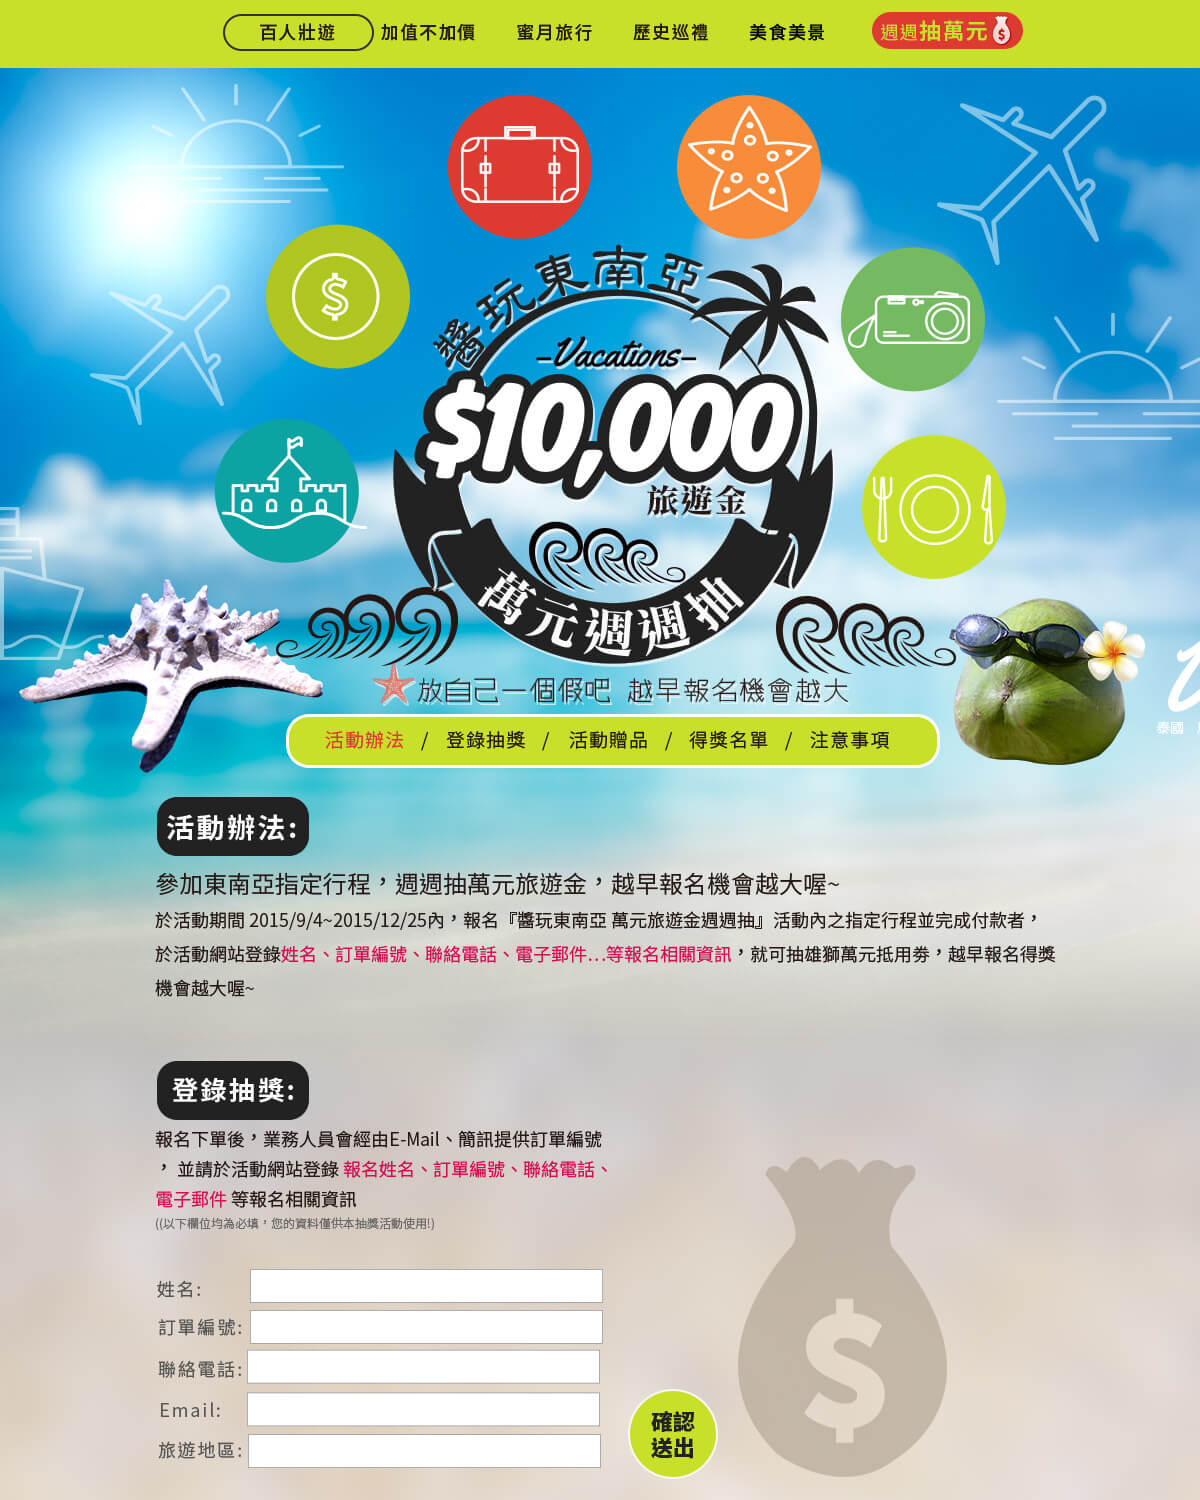 百人壯遊 加值不加價 蜜月旅行 歷史巡禮 美食美景 週週抽萬元
醬玩東南亞
Vacations
$10,000
旅遊金
萬元週週抽
放自己一個假吧 越早報名機會越大
泰國
活動辦法 / 登錄抽獎 / 活動贈品 / 得獎名單 / 注意事項
活動辦法:
參加東南亞指定行程，週週抽萬元旅遊金，越早報名機會越大喔~
於活動期間 2015/9/4~2015/12/25內，報名『醬玩東南亞 萬元旅遊金週週抽』活動內之指定行程並完成付款者，
於活動網站登錄姓名、訂單編號、聯絡電話、電子郵件…等報名相關資訊，就可抽雄獅萬元抵用券，越早報名得獎
機會越大喔~
登錄抽獎:
報名下單後，業務人員會經由E-Mail、簡訊提供訂單編號
， 並請於活動網站登錄 報名姓名、訂單編號、聯絡電話、
電子郵件 等報名相關資訊
((以下欄位均為必填，您的資料僅供本抽獎活動使用!)
姓名:
訂單編號:
聯絡電話:
Email:
旅遊地區:
確認
送出